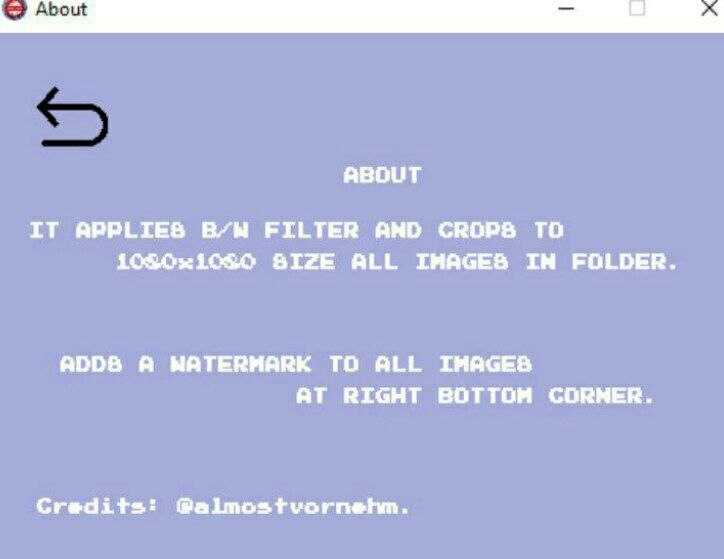 About
ABOUT
IT APPLIES B/W FILTER AND CROPS TO
1080x1080 SIZE ALL IMAGES IN FOLDER.
ADDS A WATERMARK TO ALL IMAGES
AT RIGHT BOTTOM CORNER.
Credits: @almostvornehm.